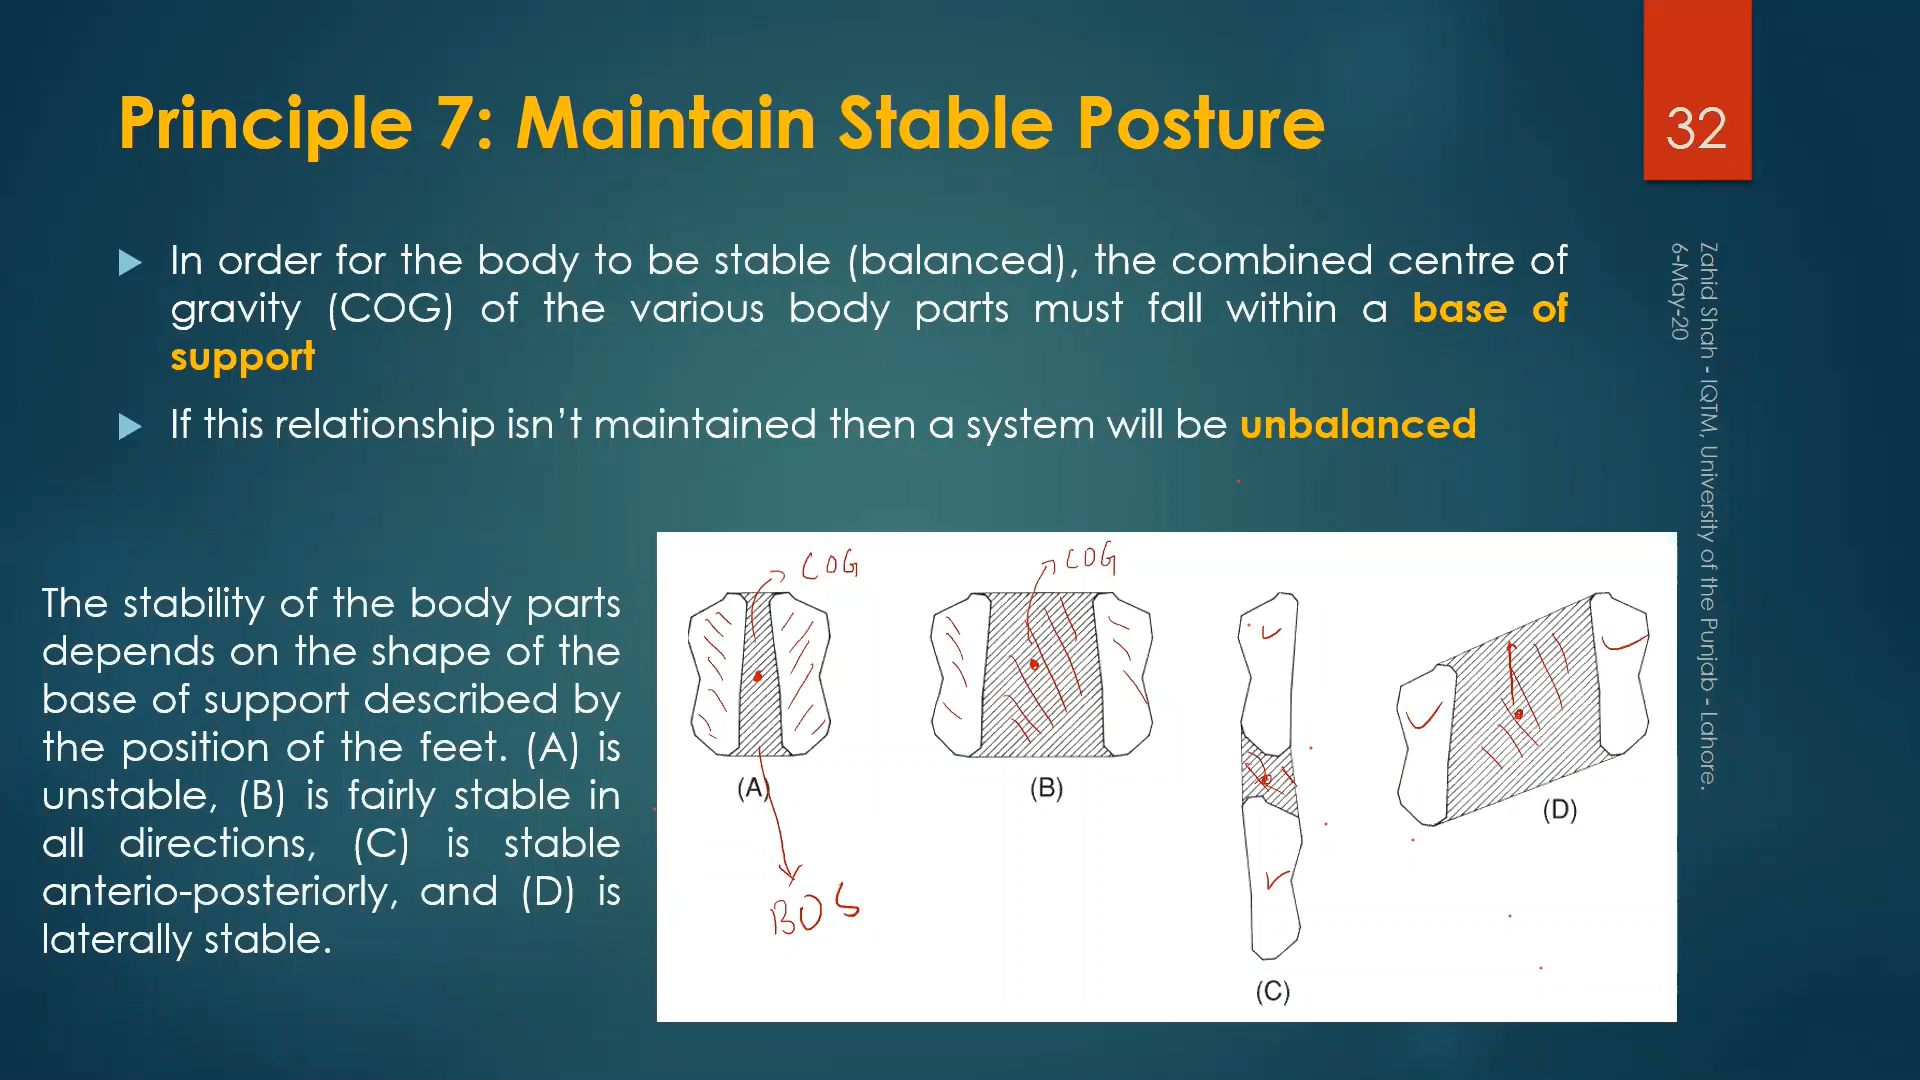 Principle 7: Maintain Stable Posture
32
In order for the body to be stable (balanced), the combined centre of
gravity (COG) of the various body parts must fall within a base of
support
If this relationship isn't maintained then a system will be unbalanced
The stability of the body parts
depends on the shape of the
base of support described by
the position of the feet. (A) is
unstable, (B) is fairly stable in
all directions, (C) is stable
anterio-posteriorly, and (D) is
laterally stable.
COG
COG
(A)
(B)
(D)
BOS
(C)
Zahid Shah - IQTM, University of the Punjab - Lahore.
6-May-20